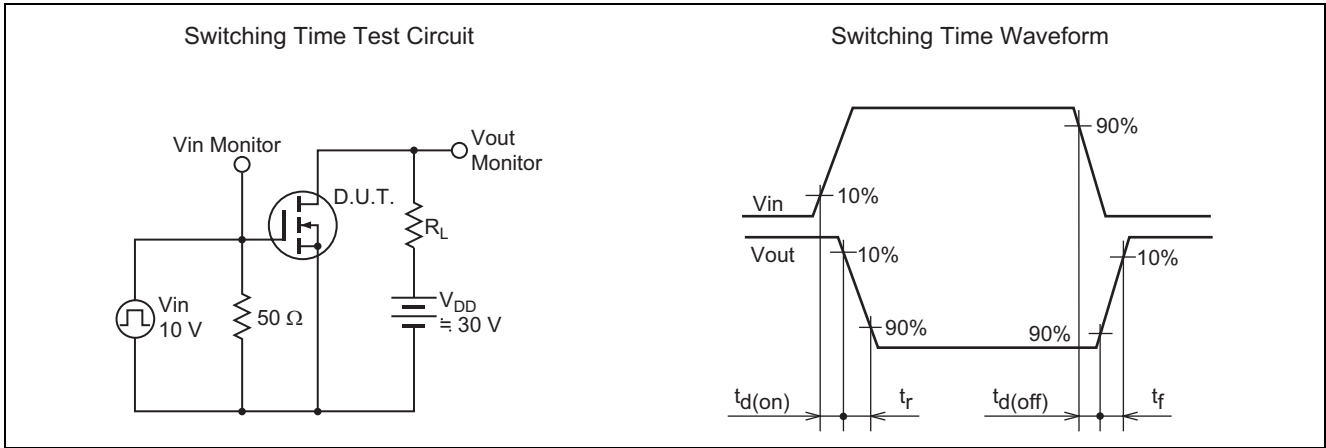 Switching Time Test Circuit
Vin Monitor
Vout
Monitor
D.U.T.
RL
Vin
10 V
50 Ω
VDD
≒ 30 V
Switching Time Waveform
Vin
10%
90%
Vout
10%
90%
90%
10%
td(on)
tr
td(off)
tf